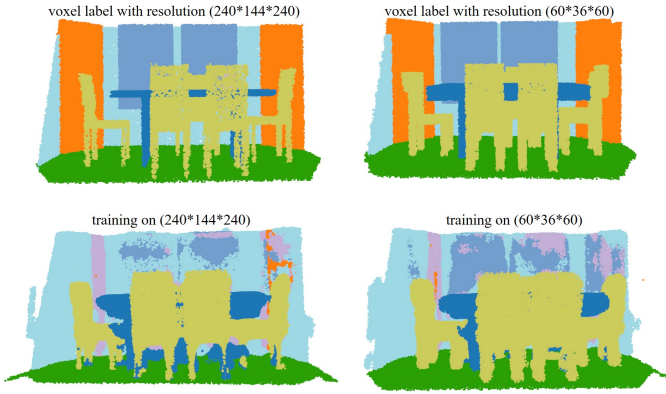 voxel label with resolution (240*144*240)
voxel label with resolution (60*36*60)
training on (240*144*240)
training on (60*36*60)